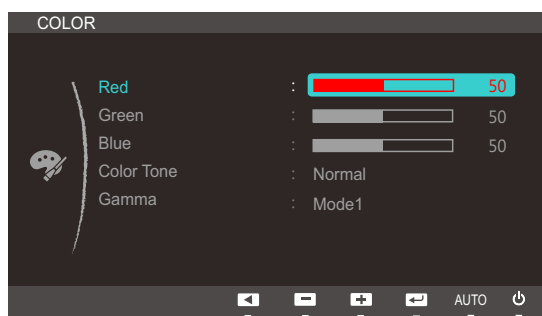 COLOR
Red : 50
Green : 50
Blue : 50
Color Tone : Normal
Gamma : Mode1
AUTO